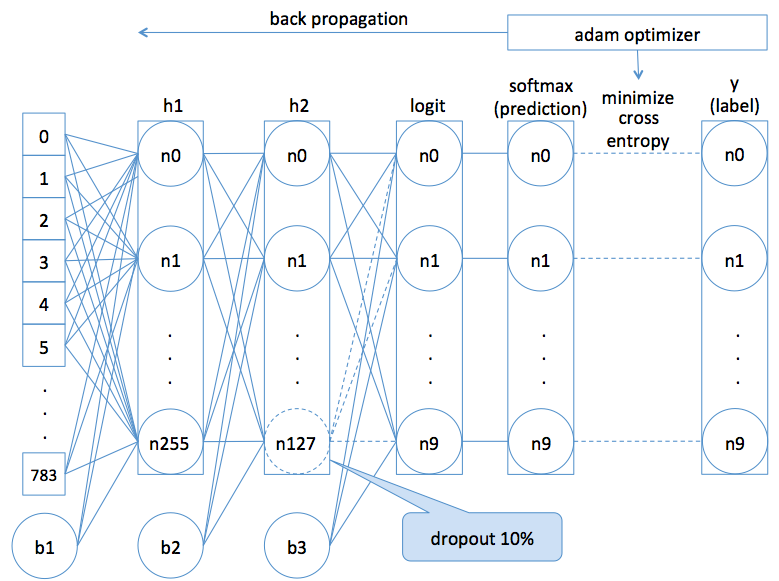 back propagation
adam optimizer
h1
h2
logit
softmax
(prediction)
minimize
cross
entropy
y
(label)
0
1
2
3
4
5
.
.
.
783
n0
n1
.
.
.
n255
n0
n1
.
.
.
n127
n0
n1
.
.
.
n9
n0
n1
.
.
.
n9
n0
n1
.
.
.
n9
b1
b2
b3
dropout 10%